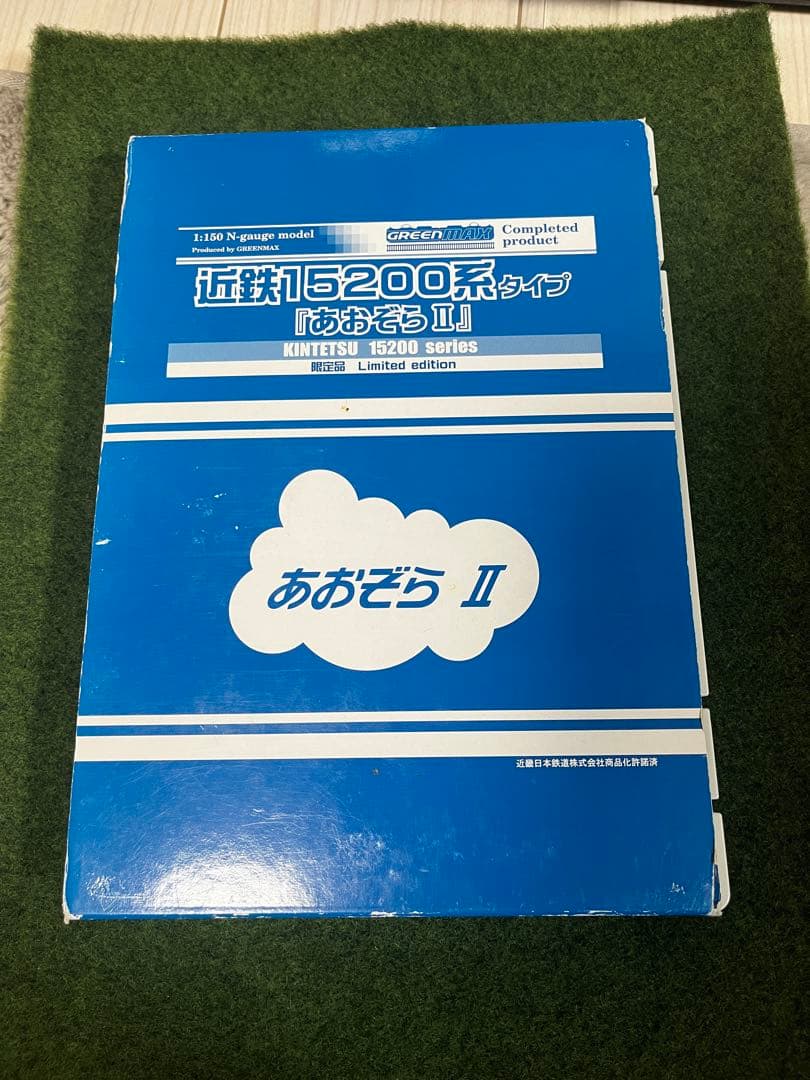 1:150 N-gauge model
Produced by GREENMAX
GREENMAX
Completed product
近鉄15200系タイプ
『あおぞらⅡ』
KINTETSU 15200 series
限定品 Limited edition
あおぞら Ⅱ
近畿日本鉄道株式会社商品化許諾済